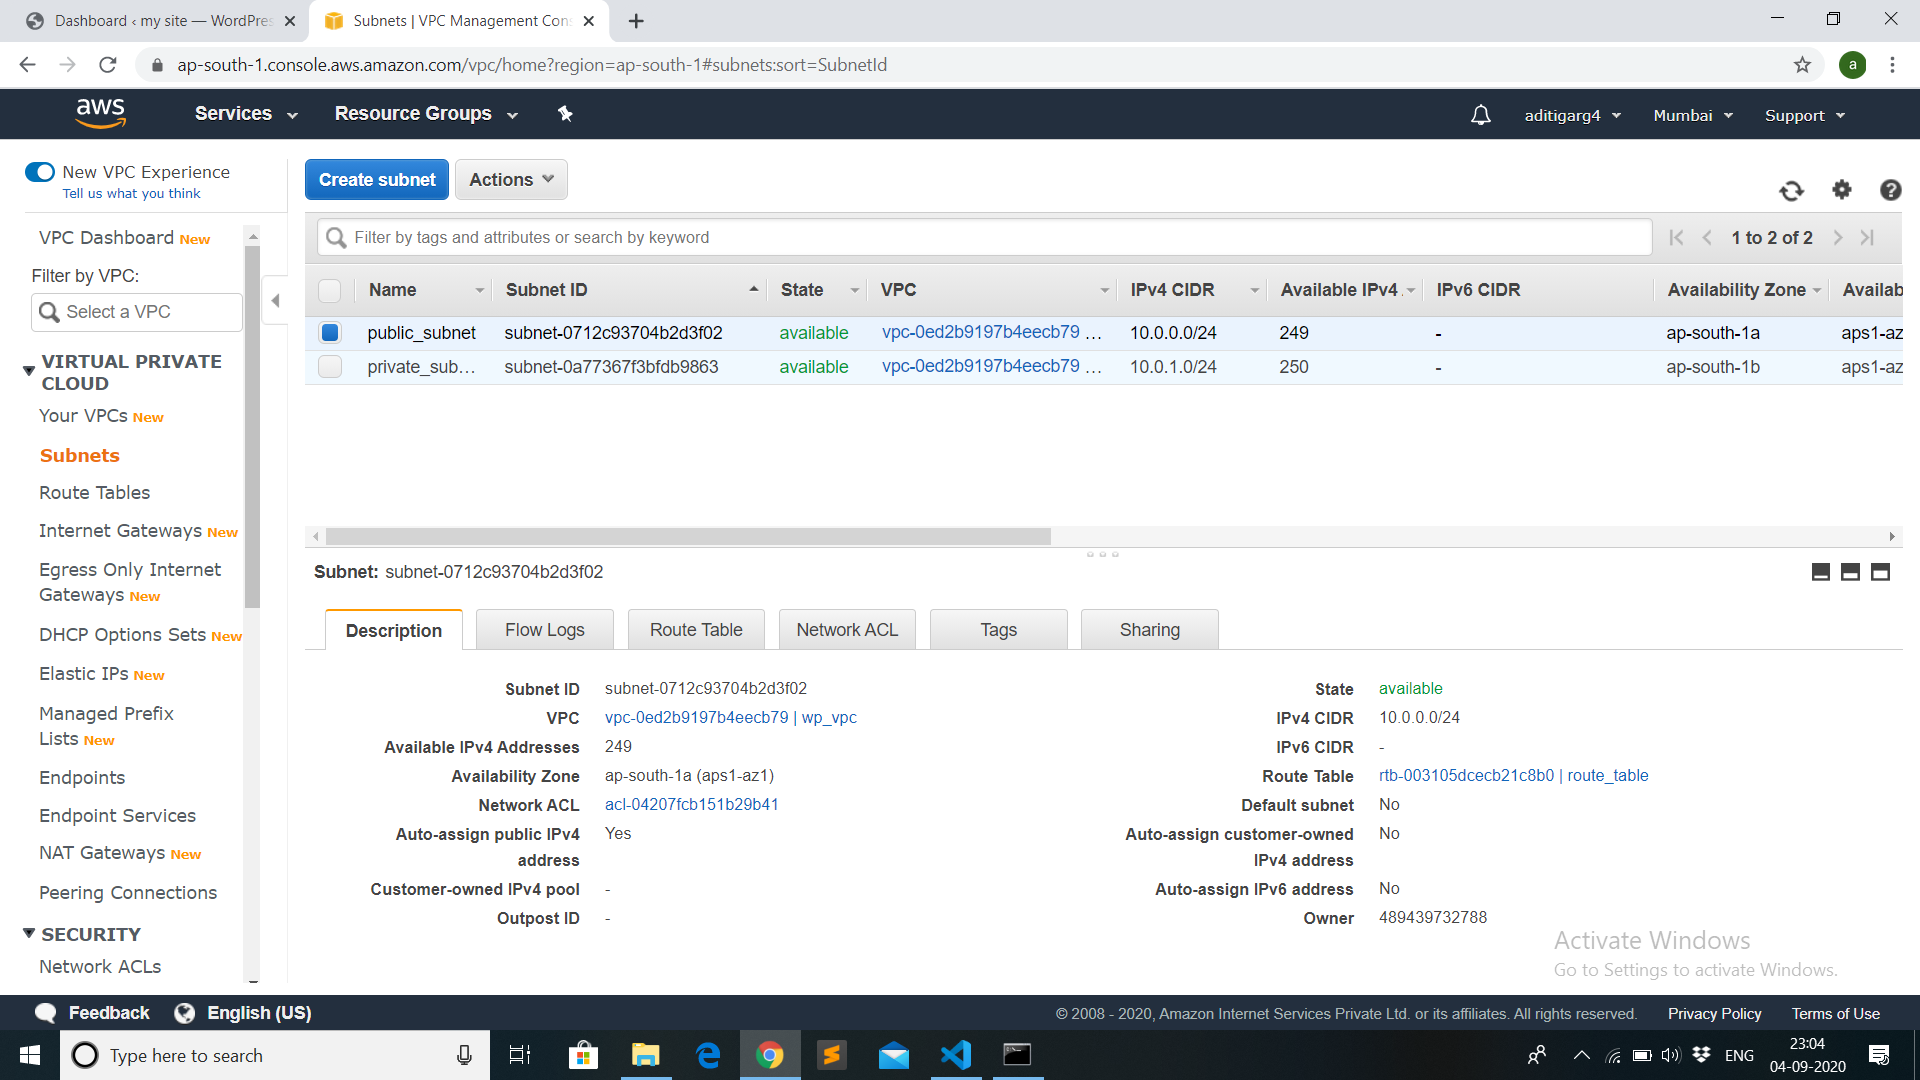 Dashboard ‹ my site — WordPres
Subnets | VPC Management Con
ap-south-1.console.aws.amazon.com/vpc/home?region=ap-south-1#subnets:sort=SubnetId
a
aws
Services
Resource Groups
aditigarg4
Mumbai
Support
New VPC Experience
Tell us what you think
Create subnet
Actions
VPC Dashboard New
Filter by VPC:
Select a VPC
VIRTUAL PRIVATE
CLOUD
Your VPCs New
Subnets
Route Tables
Internet Gateways New
Egress Only Internet
Gateways New
DHCP Options Sets New
Elastic IPs New
Managed Prefix
Lists New
Endpoints
Endpoint Services
NAT Gateways New
Peering Connections
SECURITY
Network ACLs
Filter by tags and attributes or search by keyword
1 to 2 of 2
Name Subnet ID State VPC IPv4 CIDR Available IPv4 IPv6 CIDR Availability Zone Availab
public_subnet subnet-0712c93704b2d3f02 available vpc-0ed2b9197b4eecb79 ... 10.0.0.0/24 249 - ap-south-1a aps1-az
private_sub... subnet-0a77367f3bfdb9863 available vpc-0ed2b9197b4eecb79 ... 10.0.1.0/24 250 - ap-south-1b aps1-az
Subnet: subnet-0712c93704b2d3f02
Description
Flow Logs
Route Table
Network ACL
Tags
Sharing
Subnet ID subnet-0712c93704b2d3f02
VPC vpc-0ed2b9197b4eecb79 | wp_vpc
Available IPv4 Addresses 249
Availability Zone ap-south-1a (aps1-az1)
Network ACL acl-04207fcb151b29b41
Auto-assign public IPv4 Yes
address
Customer-owned IPv4 pool -
Outpost ID -
State available
IPv4 CIDR 10.0.0.0/24
IPv6 CIDR -
Route Table rtb-003105dcecb21c8b0 | route_table
Default subnet No
Auto-assign customer-owned No
IPv4 address
Auto-assign IPv6 address No
Owner 489439732788
Activate Windows
Go to Settings to activate Windows.
Feedback
English (US)
© 2008 - 2020, Amazon Internet Services Private Ltd. or its affiliates. All rights reserved.
Privacy Policy
Terms of Use
Type here to search
ENG
23:04
04-09-2020